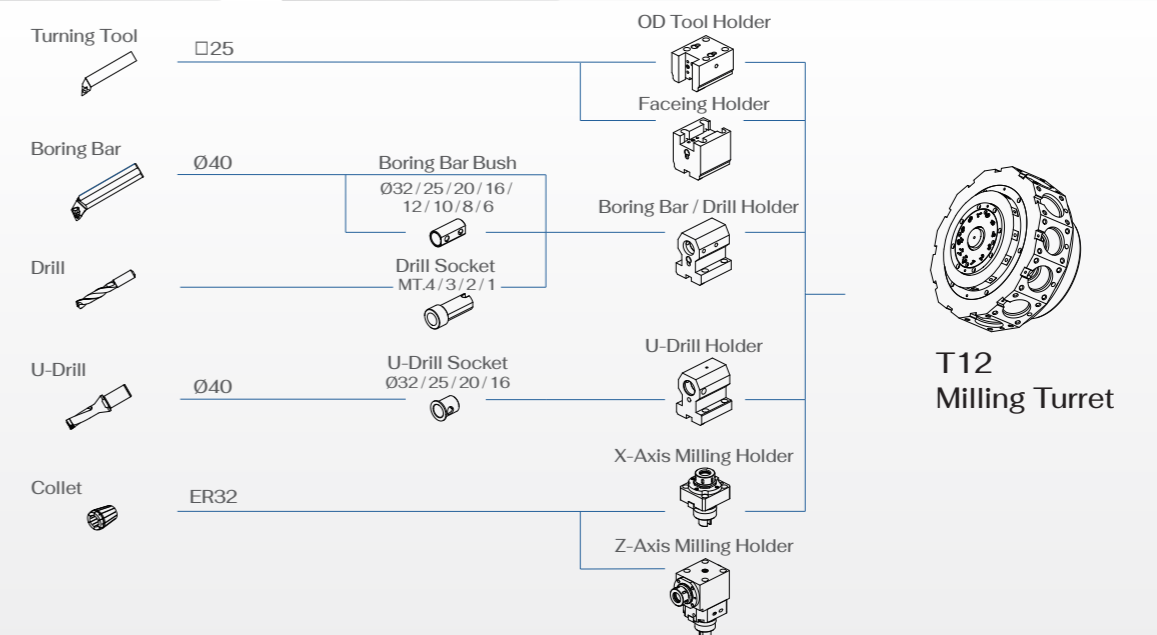 Turning Tool
□25
OD Tool Holder
Faceing Holder
Boring Bar
Ø40
Boring Bar Bush
Ø32/25/20/16/
12/10/8/6
Boring Bar / Drill Holder
Drill
Drill Socket
MT.4/3/2/1
U-Drill
Ø40
U-Drill Socket
Ø32/25/20/16
U-Drill Holder
T12
Milling Turret
Collet
ER32
X-Axis Milling Holder
Z-Axis Milling Holder